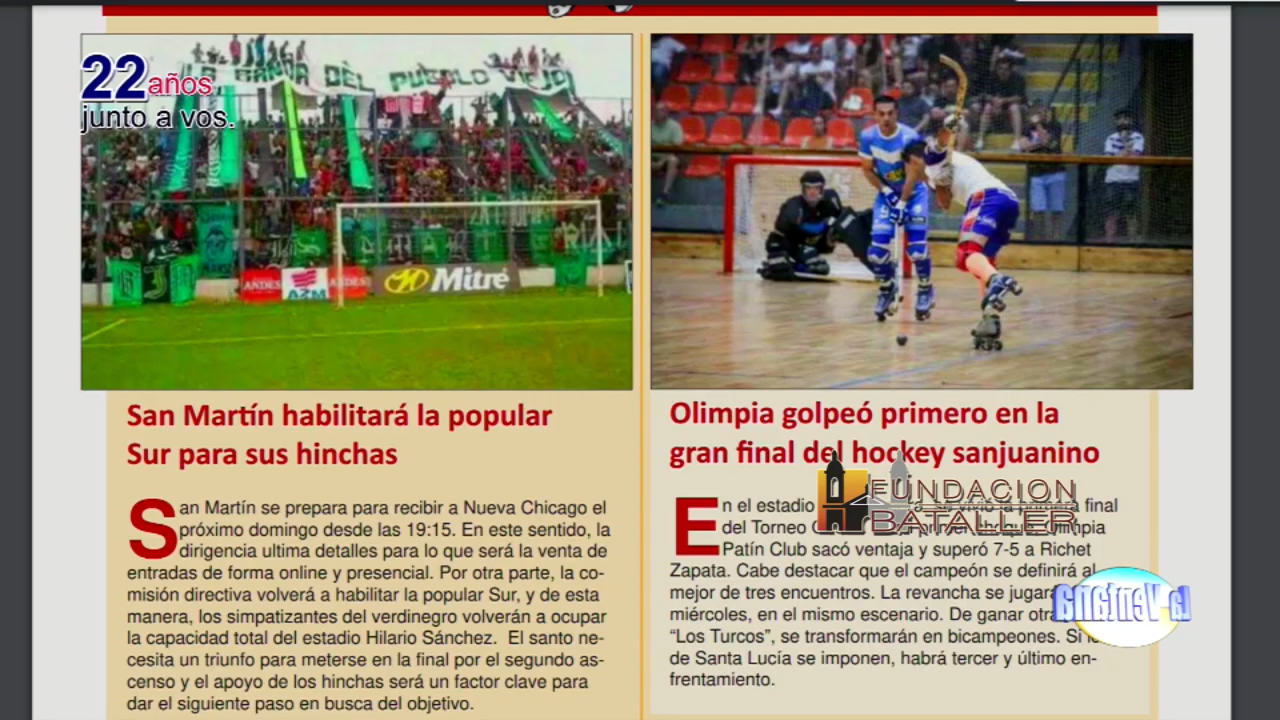 22 años
junto a vos.
LA BANDA DEL PUEBLO VIEJO
ANDES
AZM
ANDES
Mitre
San Martín habilitará la popular
Sur para sus hinchas
San Martín se prepara para recibir a Nueva Chicago el
próximo domingo desde las 19:15. En este sentido, la
dirigencia ultima detalles para lo que será la venta de
entradas de forma online y presencial. Por otra parte, la co-
misión directiva volverá a habilitar la popular Sur, y de esta
manera, los simpatizantes del verdinegro volverán a ocupar
la capacidad total del estadio Hilario Sánchez. El santo ne-
cesita un triunfo para meterse en la final por el segundo as-
censo y el apoyo de los hinchas será un factor clave para
dar el siguiente paso en busca del objetivo.
Olimpia golpeó primero en la
gran final del hockey sanjuanino
En el estadio se vivió la primera final
del Torneo Olimpia
Patín Club sacó ventaja y superó 7-5 a Richet
Zapata. Cabe destacar que el campeón se definirá al
mejor de tres encuentros. La revancha se jugará
miércoles, en el mismo escenario. De ganar
“Los Turcos”, se transformarán en bicampeones. Si
de Santa Lucía se imponen, habrá tercer y último en-
frentamiento.
FUNDACION
BATALLER
la Ventana